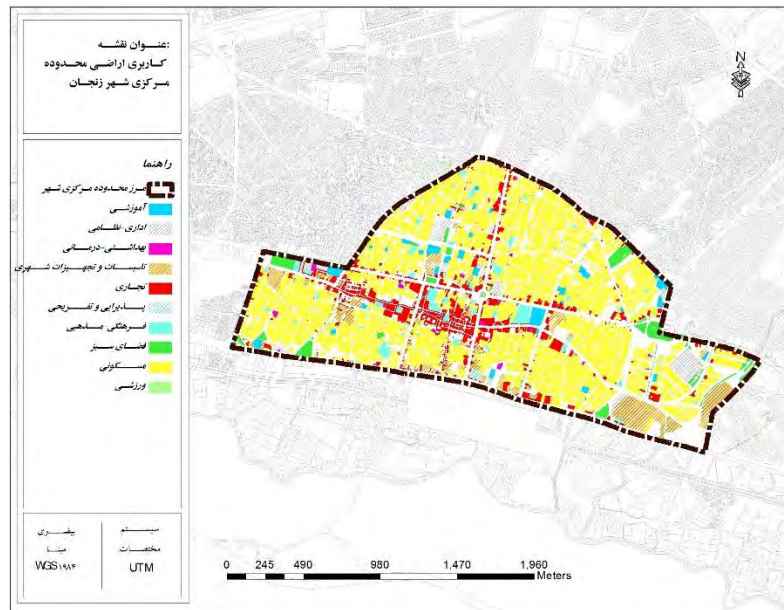 عنوان نقشه:
کاربری اراضی محدوده
مرکزی شهر زنجان
N
راهنما
مرز محدوده مرکزی شهر
آموزشی
اداری-نظامی
بهداشتی-درمانی
تاسیسات و تجهیزات شهری
تجاری
پذیرایی و تفریحی
فرهنگی مذهبی
فضای سبز
مسکونی
ورزشی
سیستم
مختصات
UTM
بیضوی
مبنا
WGS ۱۹۸۴
0 245 490 980 1,470 1,960
Meters